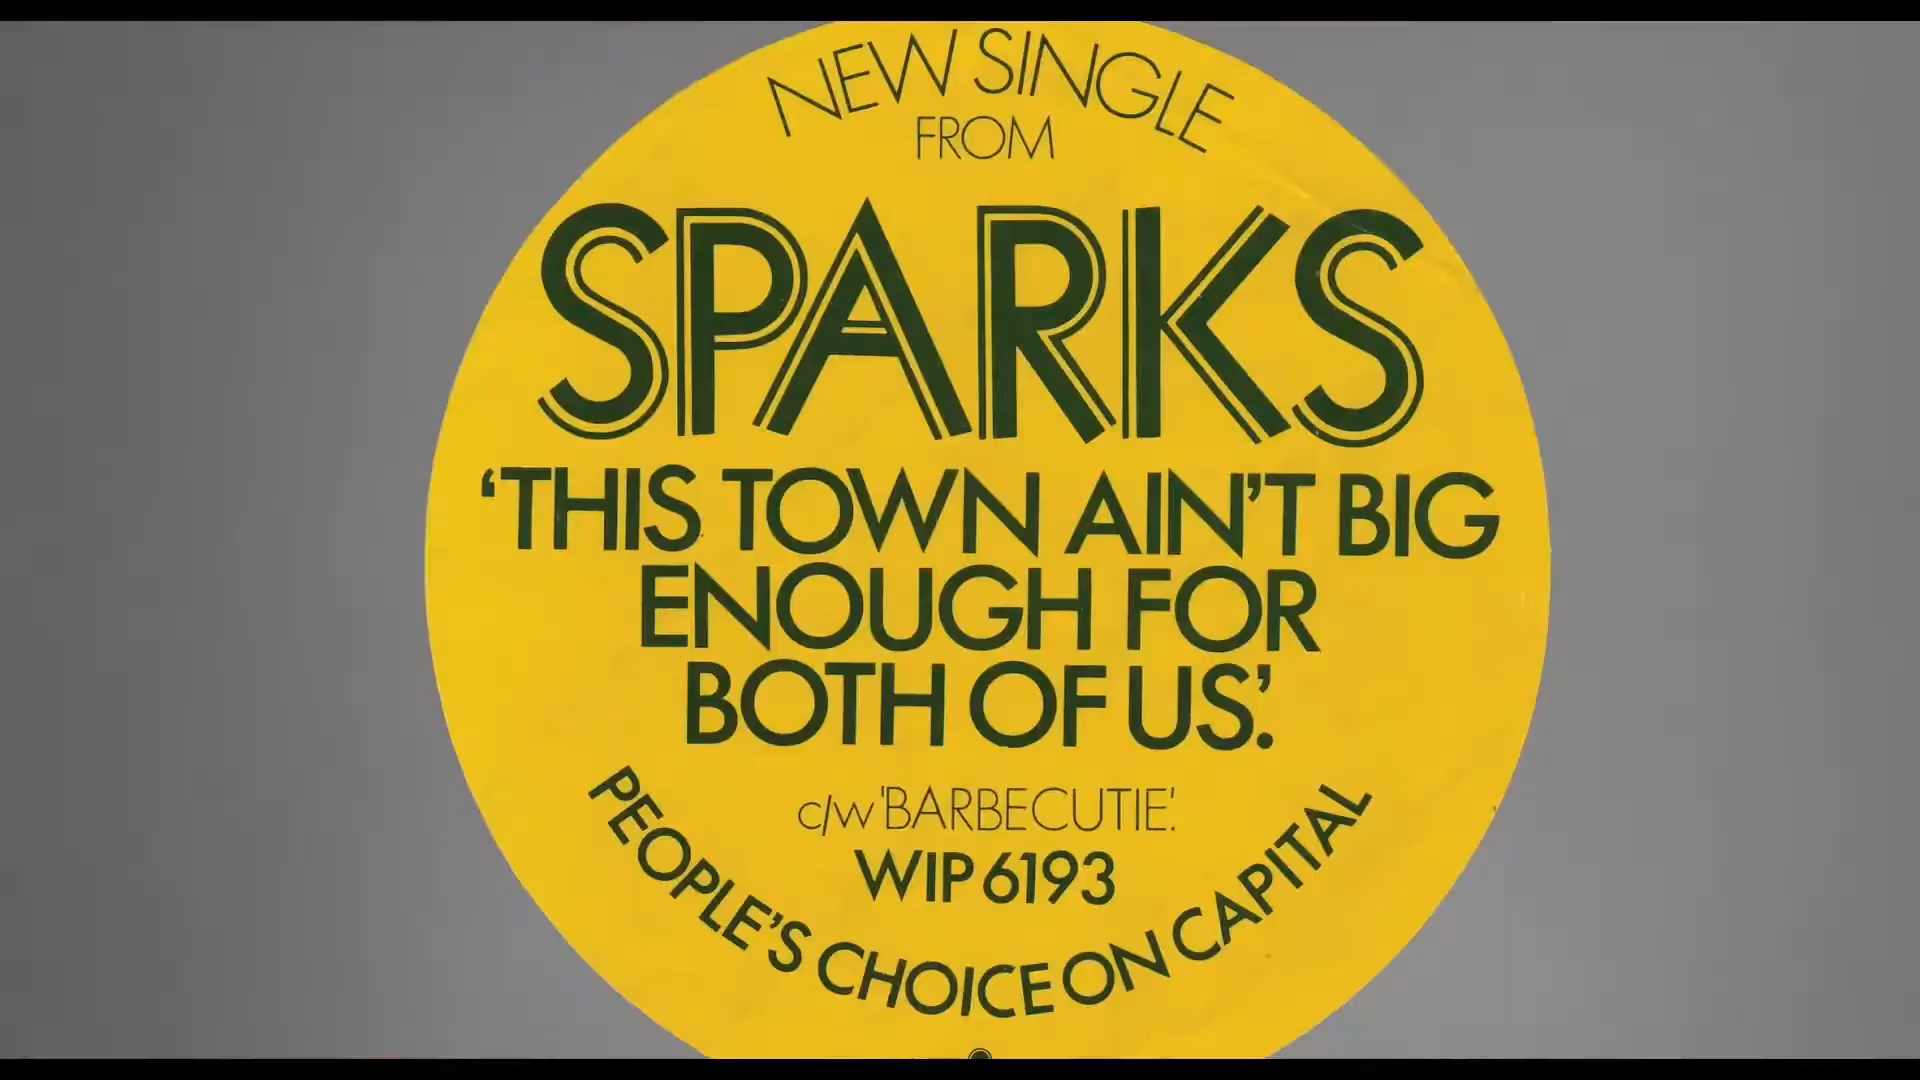 NEW SINGLE
FROM
SPARKS
‘THIS TOWN AIN’T BIG
ENOUGH FOR
BOTH OF US.’
c/w 'BARBECUTIE.'
WIP 6193
PEOPLE’S CHOICE ON CAPITAL